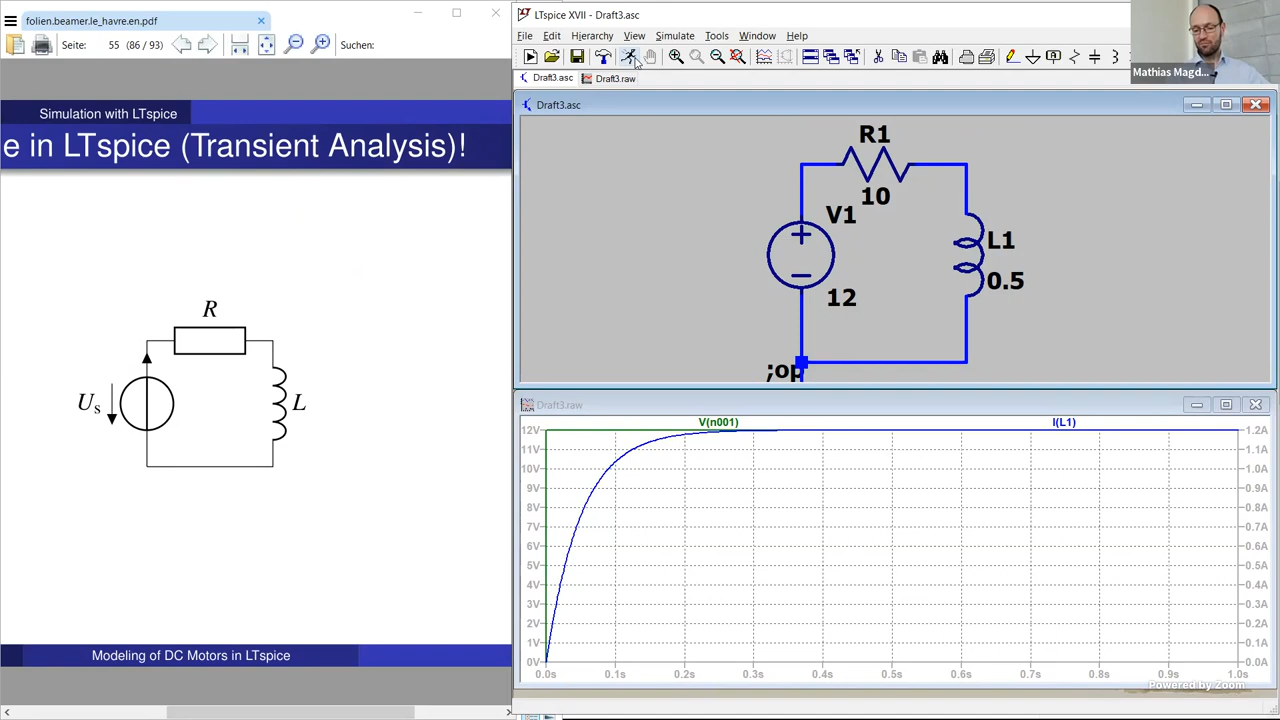 folien.beamer.le_havre.en.pdf
Seite:
55
(86 / 93)
Suchen:
Simulation with LTspice
e in LTspice (Transient Analysis)!
R
Us
L
Modeling of DC Motors in LTspice
LTspice XVII - Draft3.asc
File Edit Hierarchy View Simulate Tools Window Help
Draft3.asc
Draft3.raw
Draft3.asc
R1
10
V1
12
L1
0.5
;op
Draft3.raw
V(n001)
I(L1)
12V
11V
10V
9V
8V
7V
6V
5V
4V
3V
2V
1V
0V
1.2A
1.1A
1.0A
0.9A
0.8A
0.7A
0.6A
0.5A
0.4A
0.3A
0.2A
0.1A
0.0A
0.0s 0.1s 0.2s 0.3s 0.4s 0.5s 0.6s 0.7s 0.8s 0.9s 1.0s
Mathias Magd...
Powered by Zoom